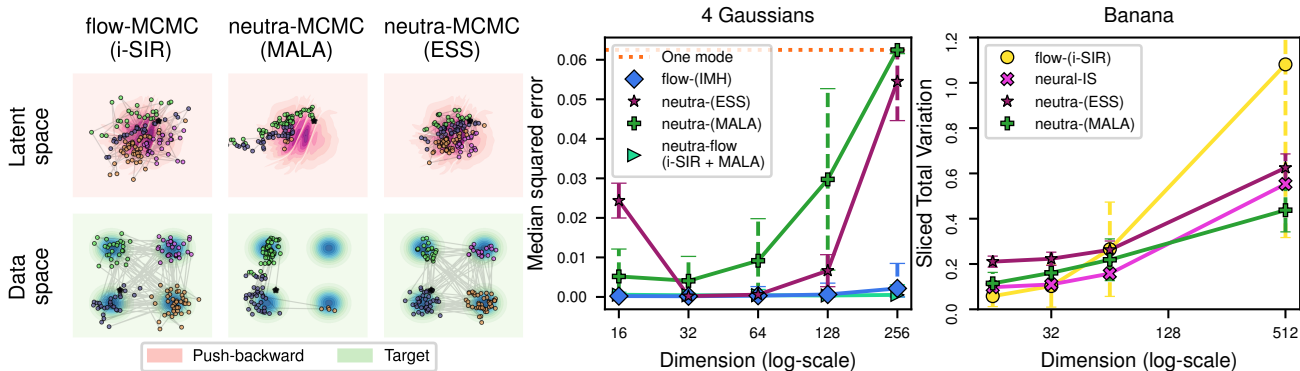 flow-MCMC
(i-SIR)
neutra-MCMC
(MALA)
neutra-MCMC
(ESS)
Latent
space
Data
space
Push-backward
Target
4 Gaussians
Median squared error
0.06
0.05
0.04
0.03
0.02
0.01
0.00
One mode
flow-(IMH)
neutra-(ESS)
neutra-(MALA)
neutra-flow
(i-SIR + MALA)
16
32
64
128
256
Dimension (log-scale)
Banana
Sliced Total Variation
1.2
1.0
0.8
0.6
0.4
0.2
0.0
flow-(i-SIR)
neural-IS
neutra-(ESS)
neutra-(MALA)
32
128
512
Dimension (log-scale)